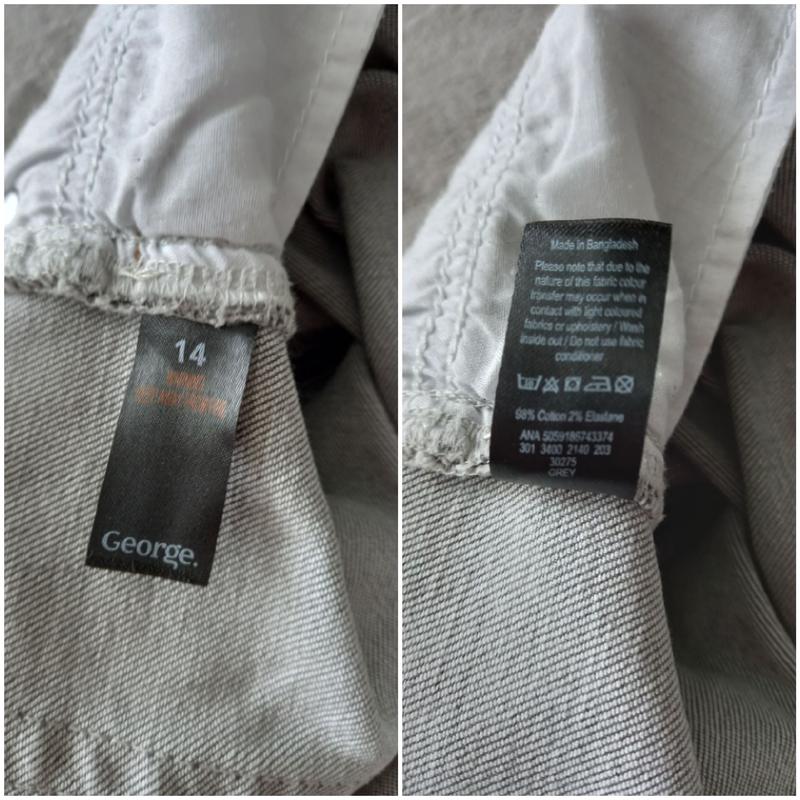 14
George.
Made in Bangladesh
Please note that due to the
nature of this fabric colour
transfer may occur when in
contact with light coloured
fabrics or upholstery / Wash
inside out / Do not use fabric
conditioner
98% Cotton 2% Elastane
ANA 5059186743374
301 3400 2140 203
30275
GREY